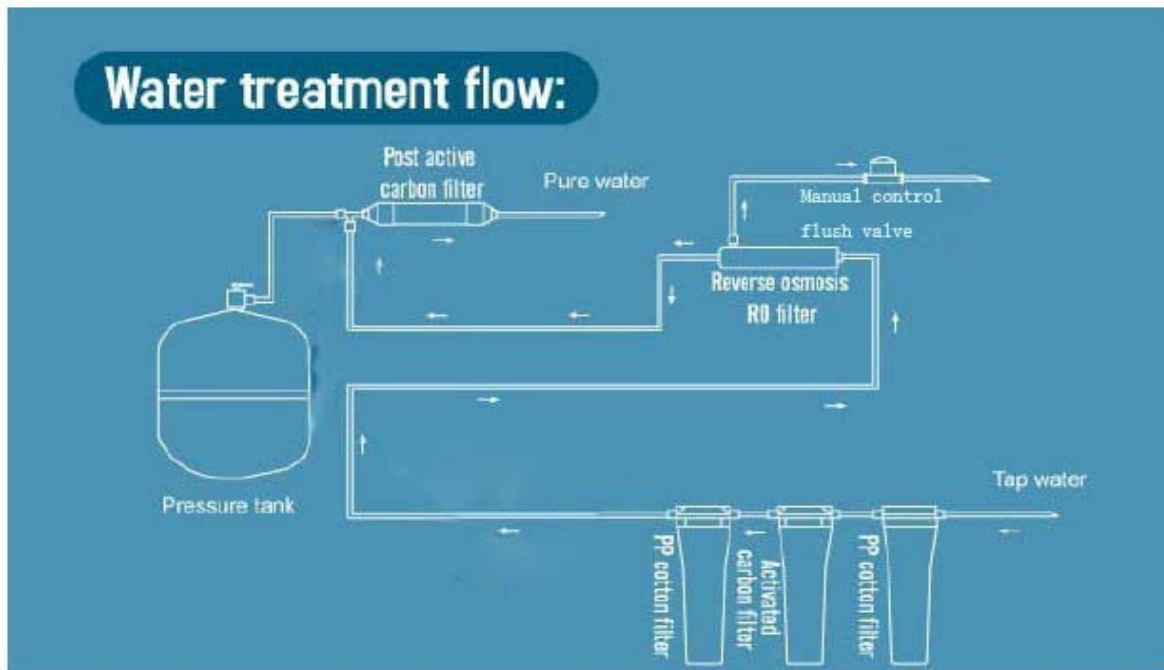 Water treatment flow:
Post active
carbon filter
Pure water
Manual control
flush valve
Reverse osmosis
RO filter
Pressure tank
Tap water
PP cotton filter
Activated
carbon filter
PP cotton filter